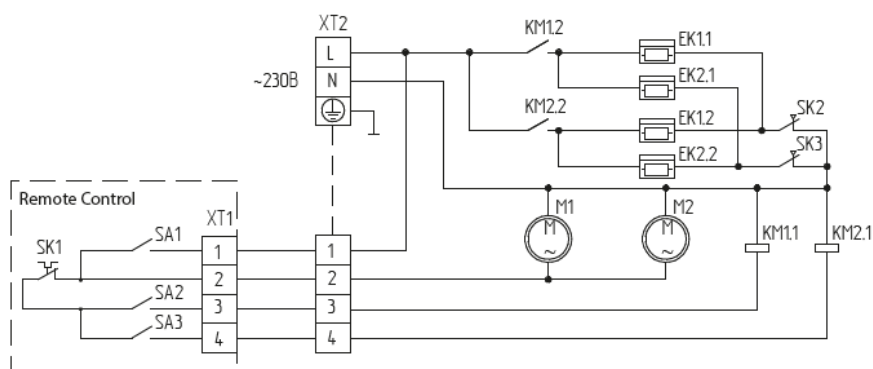 XT2
L
N
~230В
KM1.2
EK1.1
EK2.1
KM2.2
EK1.2
EK2.2
SK2
SK3
Remote Control
XT1
SK1
SA1
SA2
SA3
1
2
3
4
1
2
3
4
M1
M
~
M2
M
~
KM1.1
KM2.1